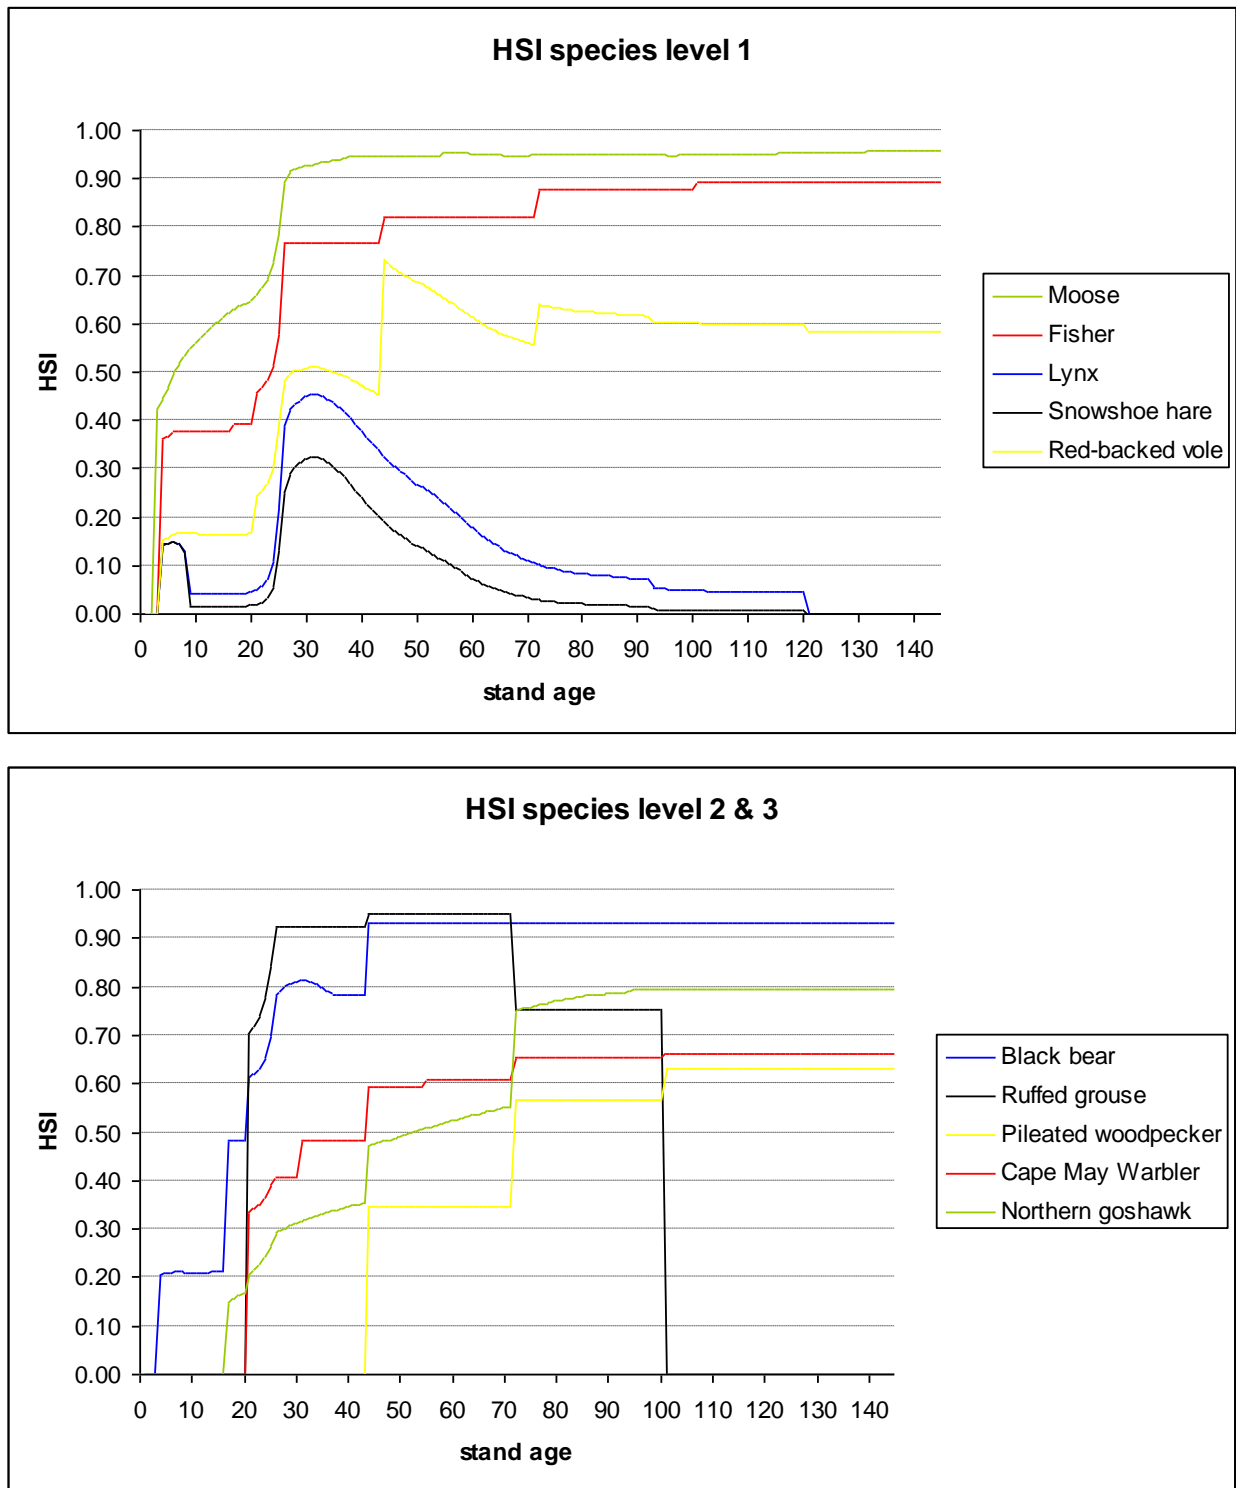 HSI species level 1
1.00
0.90
0.80
0.70
0.60
0.50
0.40
0.30
0.20
0.10
0.00
HSI
0 10 20 30 40 50 60 70 80 90 100 110 120 130 140
stand age
Moose
Fisher
Lynx
Snowshoe hare
Red-backed vole
HSI species level 2 & 3
1.00
0.90
0.80
0.70
0.60
0.50
0.40
0.30
0.20
0.10
0.00
HSI
0 10 20 30 40 50 60 70 80 90 100 110 120 130 140
stand age
Black bear
Ruffed grouse
Pileated woodpecker
Cape May Warbler
Northern goshawk